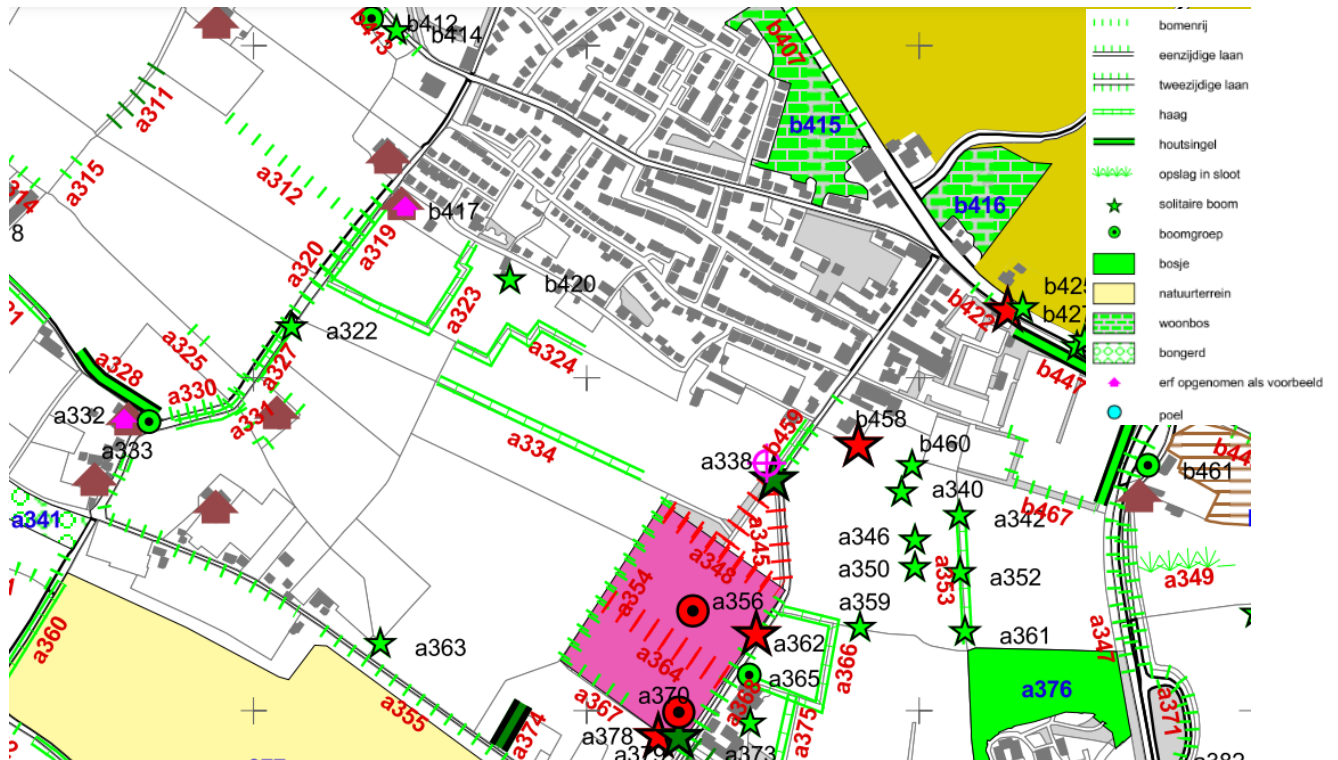 b412
b413
b414
b407
bomenrij
eenzijdige laan
tweezijdige laan
haag
houtsingel
opslag in sloot
solitaire boom
boomgroep
bosje
natuurterrein
woonbos
bongerd
erf opgenomen als voorbeeld
poel
a311
b415
a315
a312
b416
b417
8
a319
a320
a323
b420
b422
b427
a322
a325
a324
a327
a328
a330
b447
a332
a331
a333
a334
b459
b458
a338
b460
b461
a340
a341
a342
b467
a345
a346
a348
a350
a353
a352
a349
a354
a356
a359
a360
a362
a361
a347
a363
a364
a366
a365
a376
a370
a367
a368
a355
a374
a375
a371
a378
a379
a373